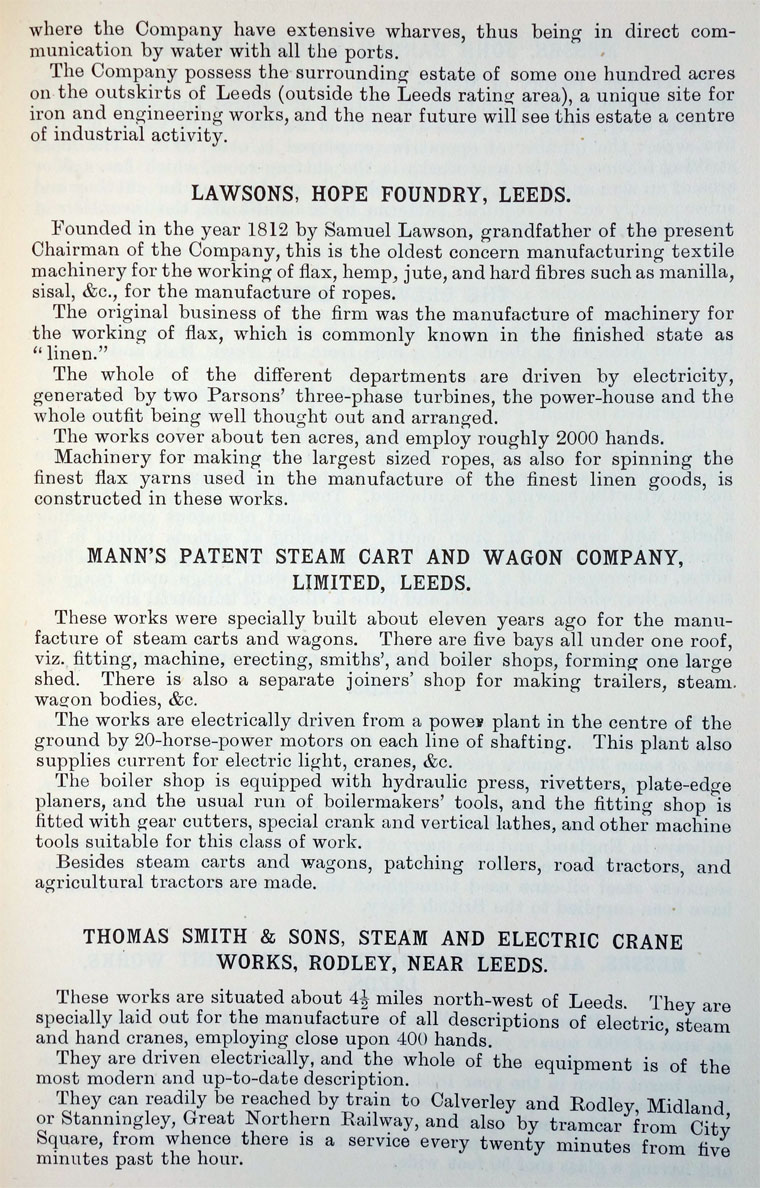 where the Company have extensive wharves, thus being in direct com-
munication by water with all the ports.
The Company possess the surrounding estate of some one hundred acres
on the outskirts of Leeds (outside the Leeds rating area), a unique site for
iron and engineering works, and the near future will see this estate a centre
of industrial activity.
LAWSONS, HOPE FOUNDRY, LEEDS.
Founded in the year 1812 by Samuel Lawson, grandfather of the present
Chairman of the Company, this is the oldest concern manufacturing textile
machinery for the working of flax, hemp, jute, and hard fibres such as manilla,
sisal, &c., for the manufacture of ropes.
The original business of the firm was the manufacture of machinery for
the working of flax, which is commonly known in the finished state as
“linen.”
The whole of the different departments are driven by electricity,
generated by two Parsons’ three-phase turbines, the power-house and the
whole outfit being well thought out and arranged.
The works cover about ten acres, and employ roughly 2000 hands.
Machinery for making the largest sized ropes, as also for spinning the
finest flax yarns used in the manufacture of the finest linen goods, is
constructed in these works.
MANN’S PATENT STEAM CART AND WAGON COMPANY,
LIMITED, LEEDS.
These works were specially built about eleven years ago for the manu-
facture of steam carts and wagons. There are five bays all under one roof,
viz. fitting, machine, erecting, smiths’, and boiler shops, forming one large
shed. There is also a separate joiners’ shop for making trailers, steam.
wagon bodies, &c.
The works are electrically driven from a power plant in the centre of the
ground by 20-horse-power motors on each line of shafting. This plant also
supplies current for electric light, cranes, &c.
The boiler shop is equipped with hydraulic press, rivetters, plate-edge
planers, and the usual run of boilermakers’ tools, and the fitting shop is
fitted with gear cutters, special crank and vertical lathes, and other machine
tools suitable for this class of work.
Besides steam carts and wagons, patching rollers, road tractors, and
agricultural tractors are made.
THOMAS SMITH & SONS, STEAM AND ELECTRIC CRANE
WORKS, RODLEY, NEAR LEEDS.
These works are situated about 4½ miles north-west of Leeds. They are
specially laid out for the manufacture of all descriptions of electric, steam
and hand cranes, employing close upon 400 hands.
They are driven electrically, and the whole of the equipment is of the
most modern and up-to-date description.
They can readily be reached by train to Calverley and Rodley, Midland,
or Stanningley, Great Northern Railway, and also by tramcar from City
Square, from whence there is a service every twenty minutes from five
minutes past the hour.